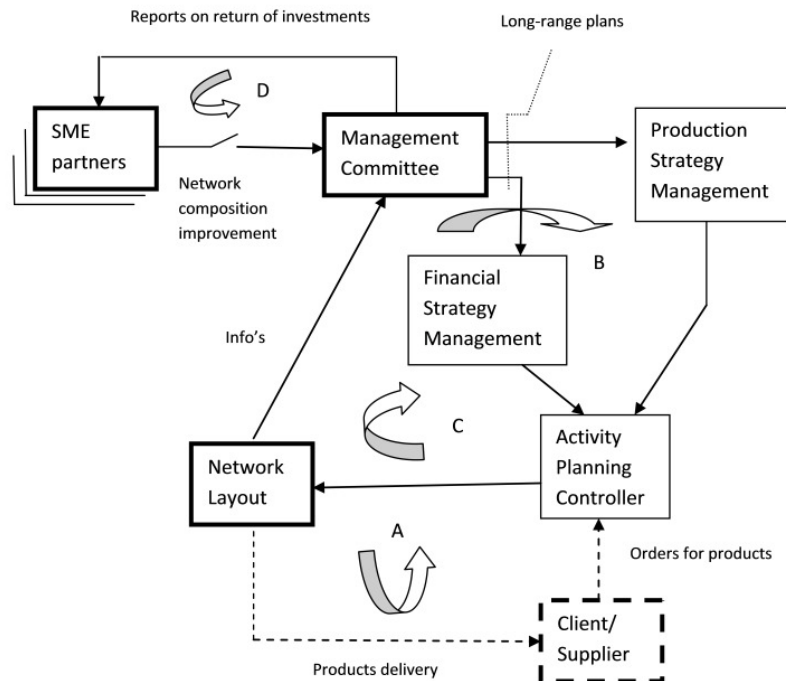 Reports on return of investments
Long-range plans
D
SME
partners
Management
Committee
Production
Strategy
Management
Network
composition
improvement
B
Financial
Strategy
Management
Info's
C
Activity
Planning
Controller
Network
Layout
A
Orders for products
Client/
Supplier
Products delivery